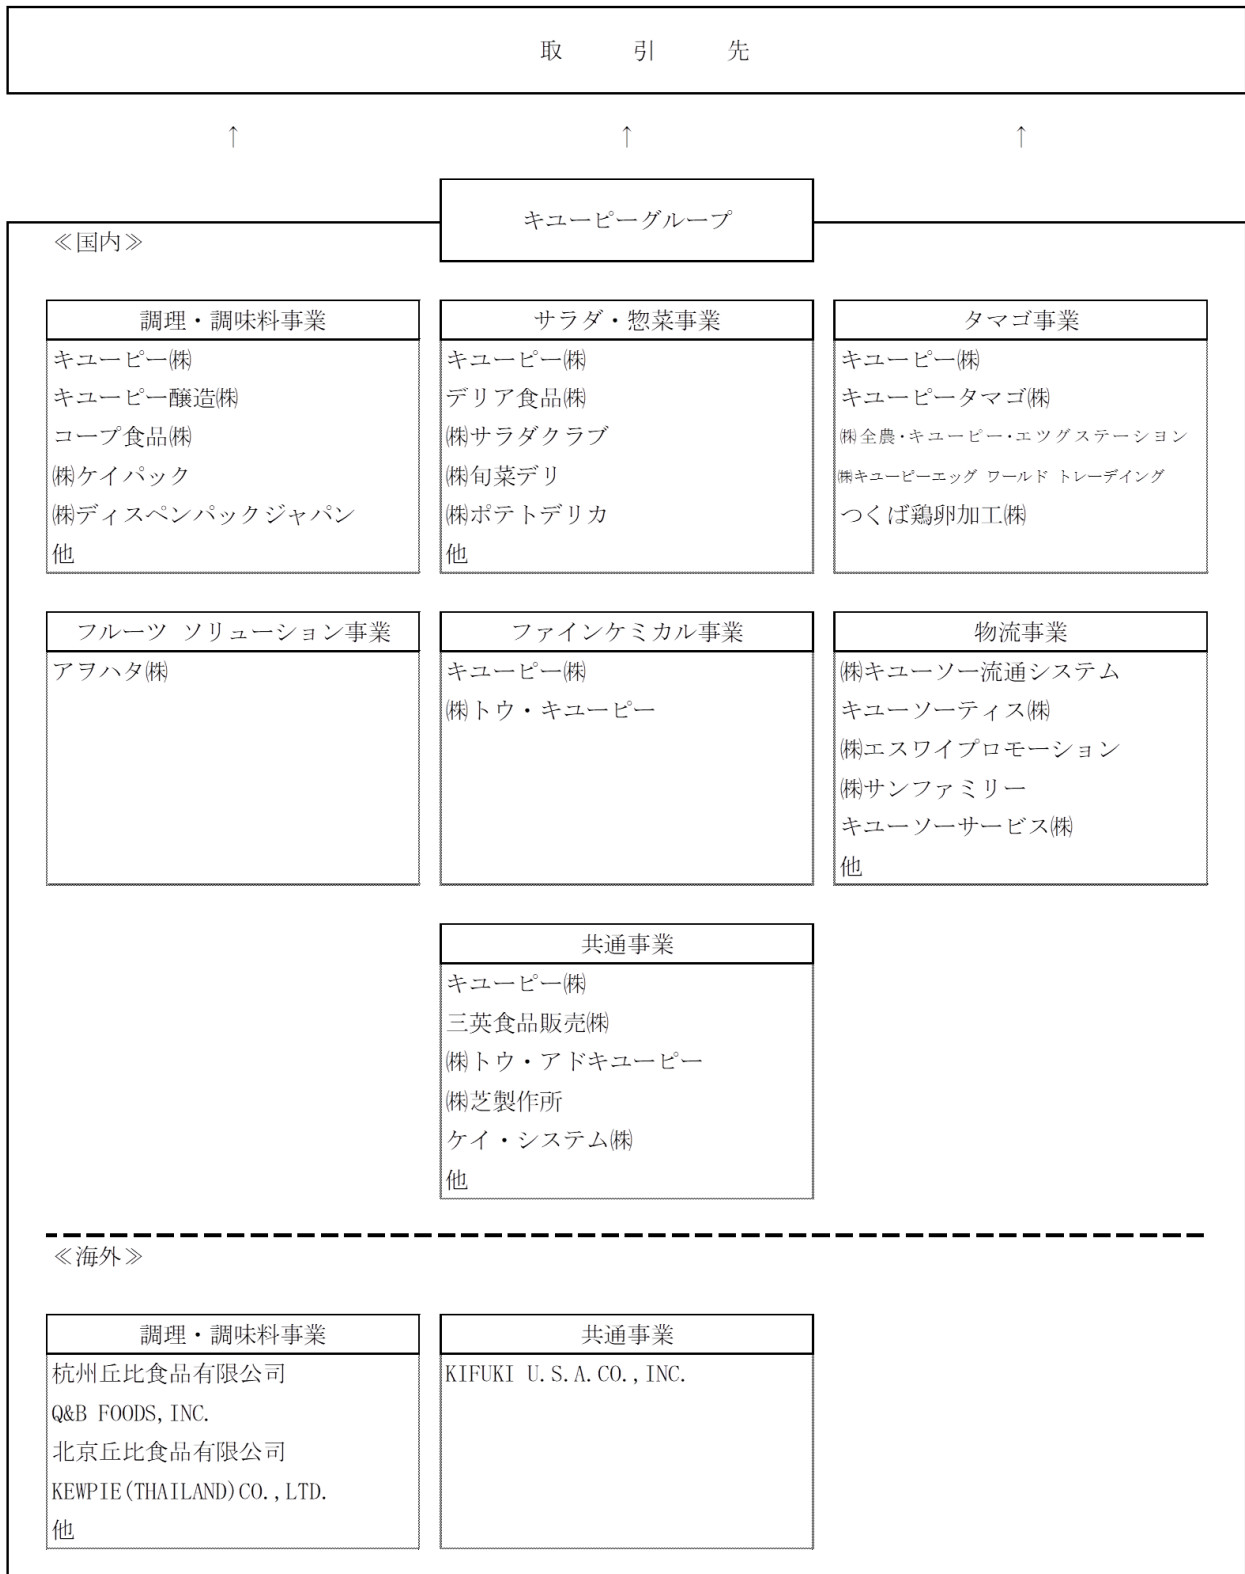 取 引 先
↑ ↑ ↑
キユーピーグループ
≪国内≫
調理・調味料事業
キユーピー㈱
キユーピー醸造㈱
コープ食品㈱
㈱ケイパック
㈱ディスペンパックジャパン
他
サラダ・惣菜事業
キユーピー㈱
デリア食品㈱
㈱サラダクラブ
㈱旬菜デリ
㈱ポテトデリカ
他
タマゴ事業
キユーピー㈱
キユーピータマゴ㈱
㈱全農・キユーピー・エツグステーシヨン
㈱キユーピーエッグ ワールド トレーデイング
つくば鶏卵加工㈱
フルーツ ソリューション事業
アヲハタ㈱
ファインケミカル事業
キユーピー㈱
㈱トウ・キユーピー
物流事業
㈱キユーソー流通システム
キユーソーティス㈱
㈱エスワイプロモーション
㈱サンファミリー
キユーソーサービス㈱
他
共通事業
キユーピー㈱
三英食品販売㈱
㈱トウ・アドキユーピー
㈱芝製作所
ケイ・システム㈱
他
≪海外≫
調理・調味料事業
杭州丘比食品有限公司
Q&B FOODS,INC.
北京丘比食品有限公司
KEWPIE(THAILAND)CO.,LTD.
他
共通事業
KIFUKI U.S.A.CO.,INC.